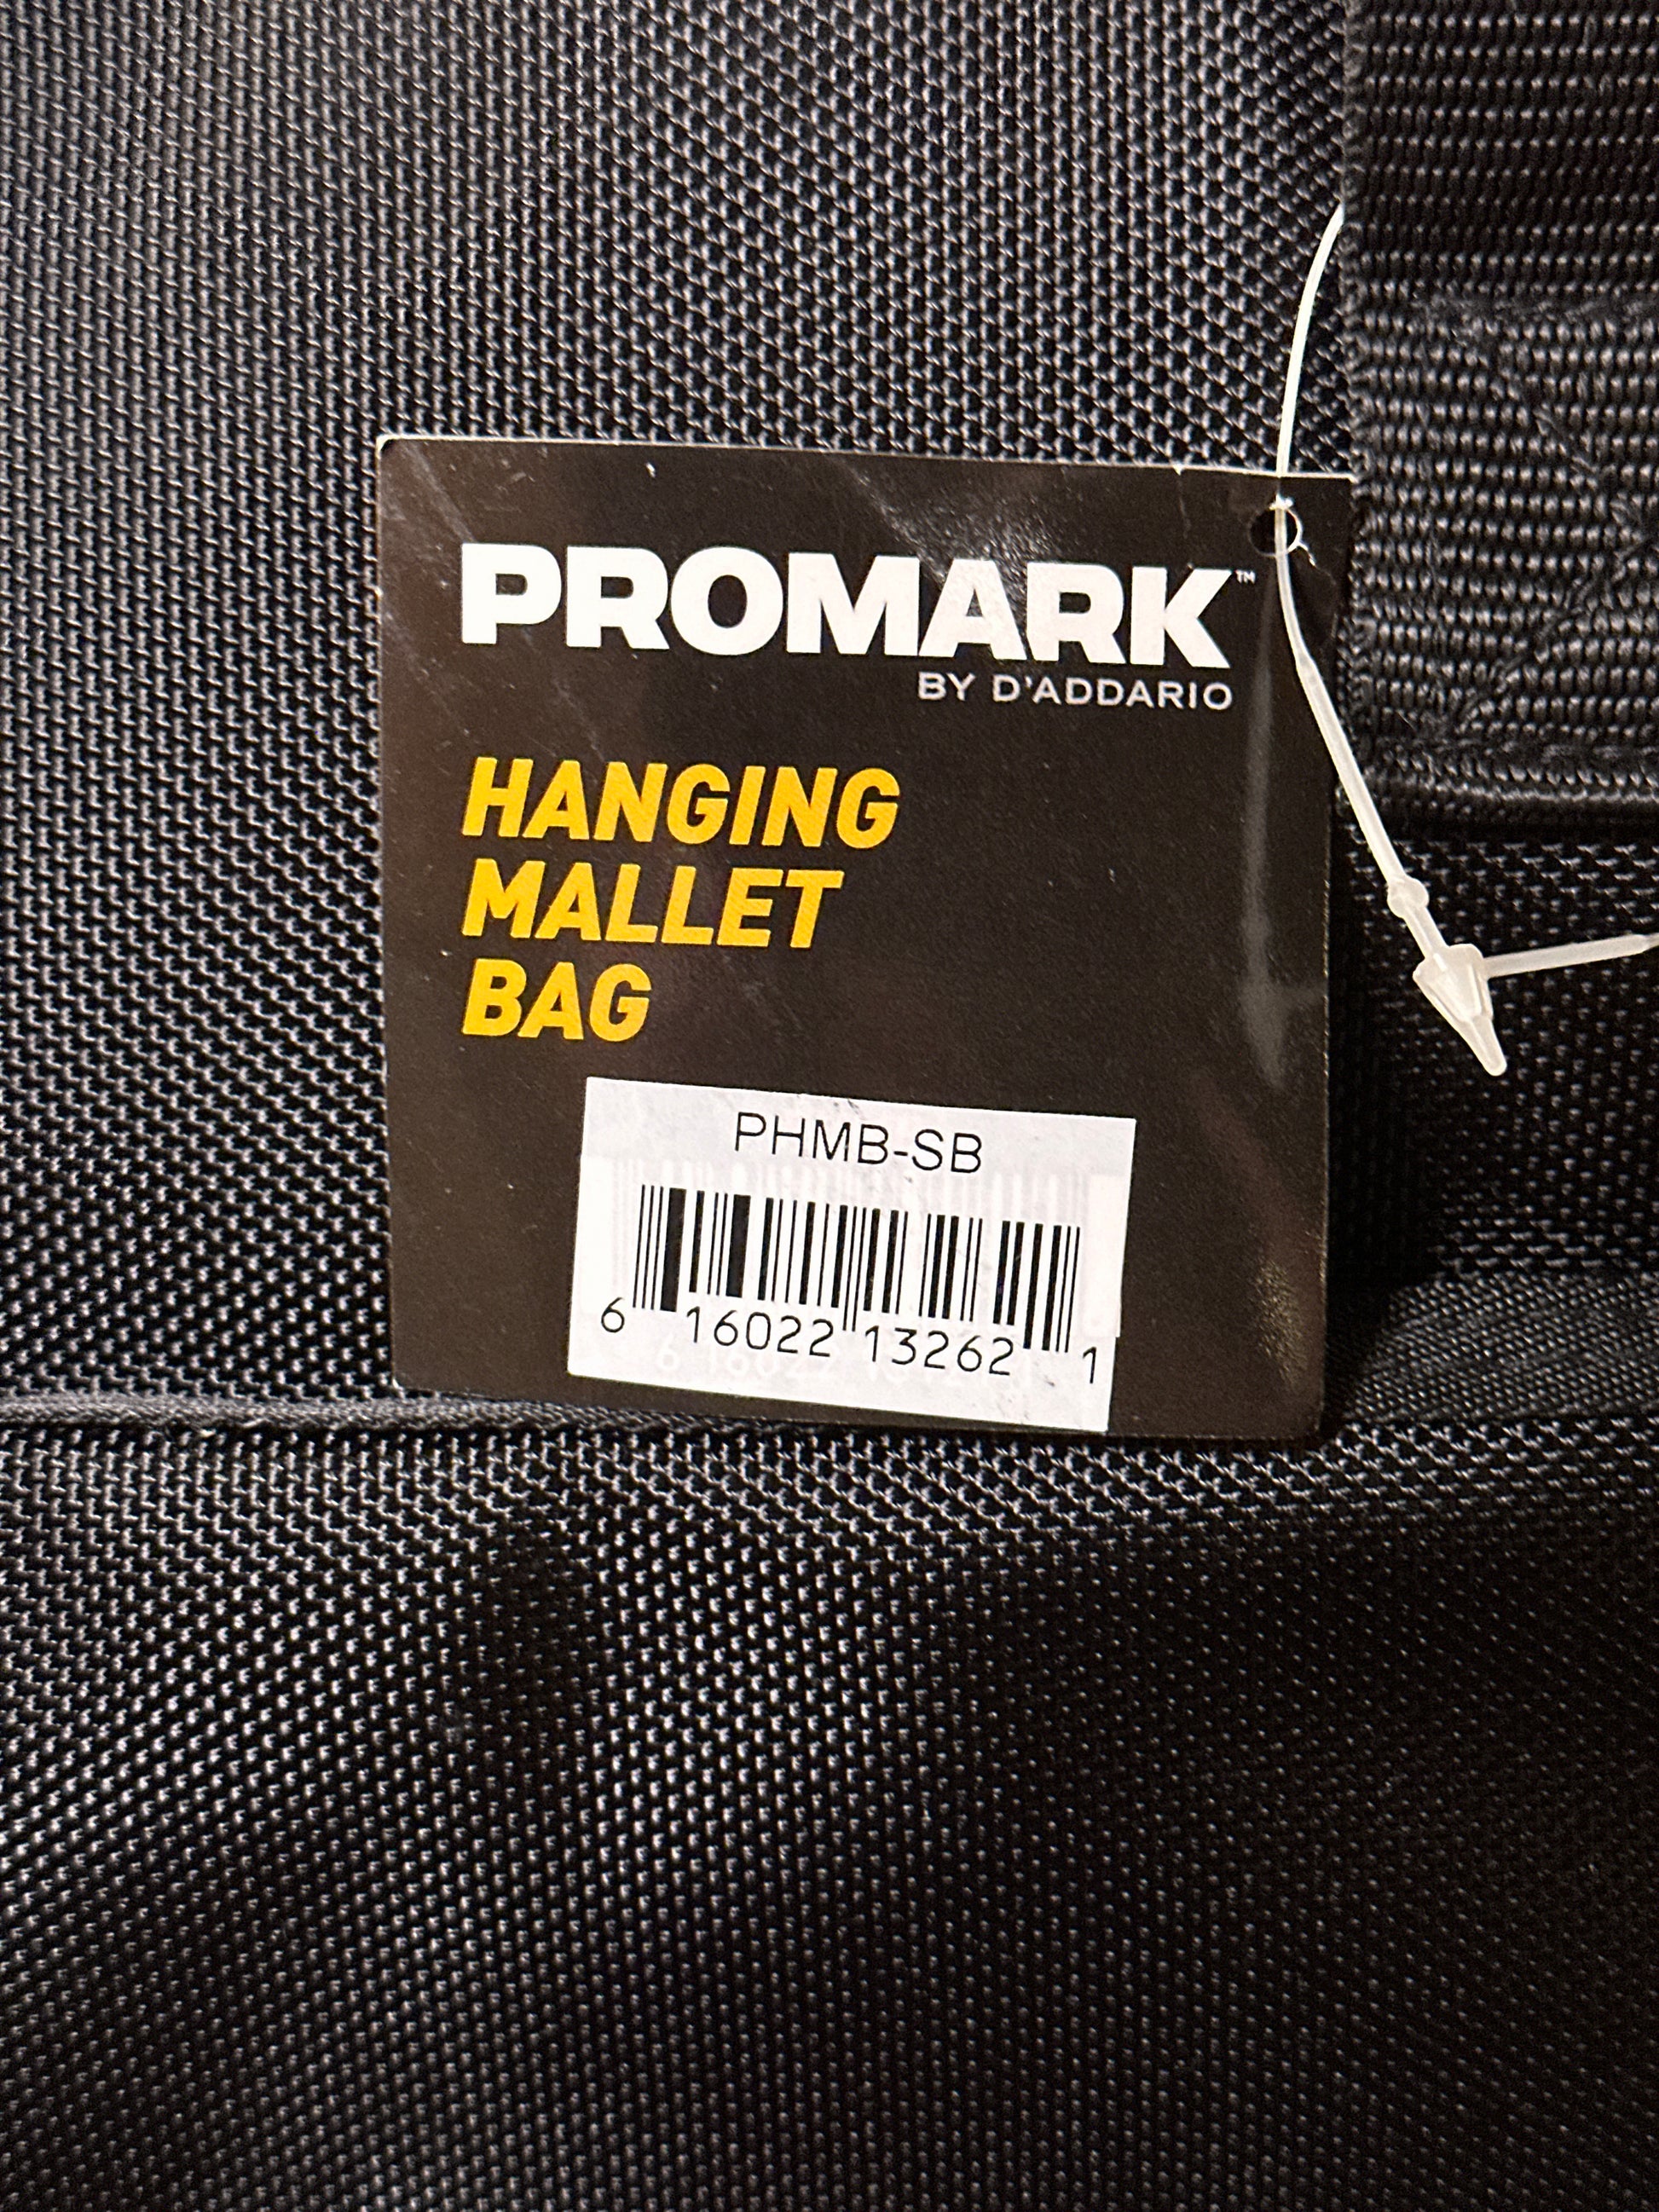 PROMARK™
BY D'ADDARIO
HANGING
MALLET
BAG
PHMB-SB
6 16022 13262 1